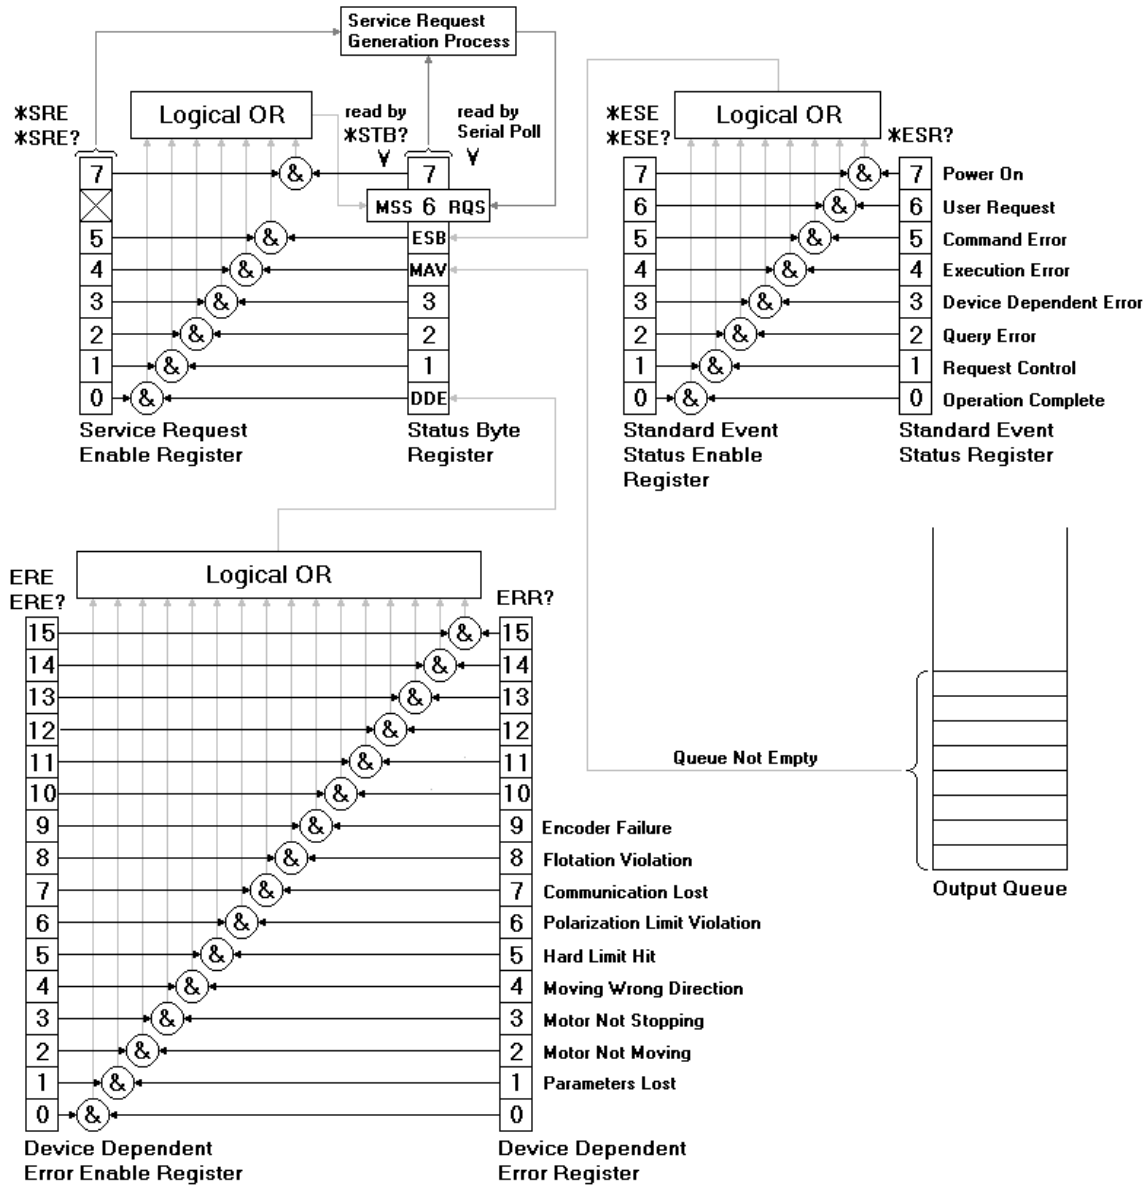 Service Request
Generation Process
*SRE
*SRE?
Logical OR
read by
*STB?
read by
Serial Poll
7 & 7
MSS 6 RQS
5 & ESB
4 & MAV
3 & 3
2 & 2
1 & 1
0 & DDE
Service Request
Enable Register
Status Byte
Register
*ESE
*ESE?
Logical OR
*ESR?
7 & 7 Power On
6 & 6 User Request
5 & 5 Command Error
4 & 4 Execution Error
3 & 3 Device Dependent Error
2 & 2 Query Error
1 & 1 Request Control
0 & 0 Operation Complete
Standard Event
Status Enable
Register
Standard Event
Status Register
ERE
ERE?
Logical OR
ERR?
15 & 15
14 & 14
13 & 13
12 & 12
11 & 11
10 & 10
9 & 9 Encoder Failure
8 & 8 Flotation Violation
7 & 7 Communication Lost
6 & 6 Polarization Limit Violation
5 & 5 Hard Limit Hit
4 & 4 Moving Wrong Direction
3 & 3 Motor Not Stopping
2 & 2 Motor Not Moving
1 & 1 Parameters Lost
0 & 0
Device Dependent
Error Enable Register
Device Dependent
Error Register
Queue Not Empty
Output Queue